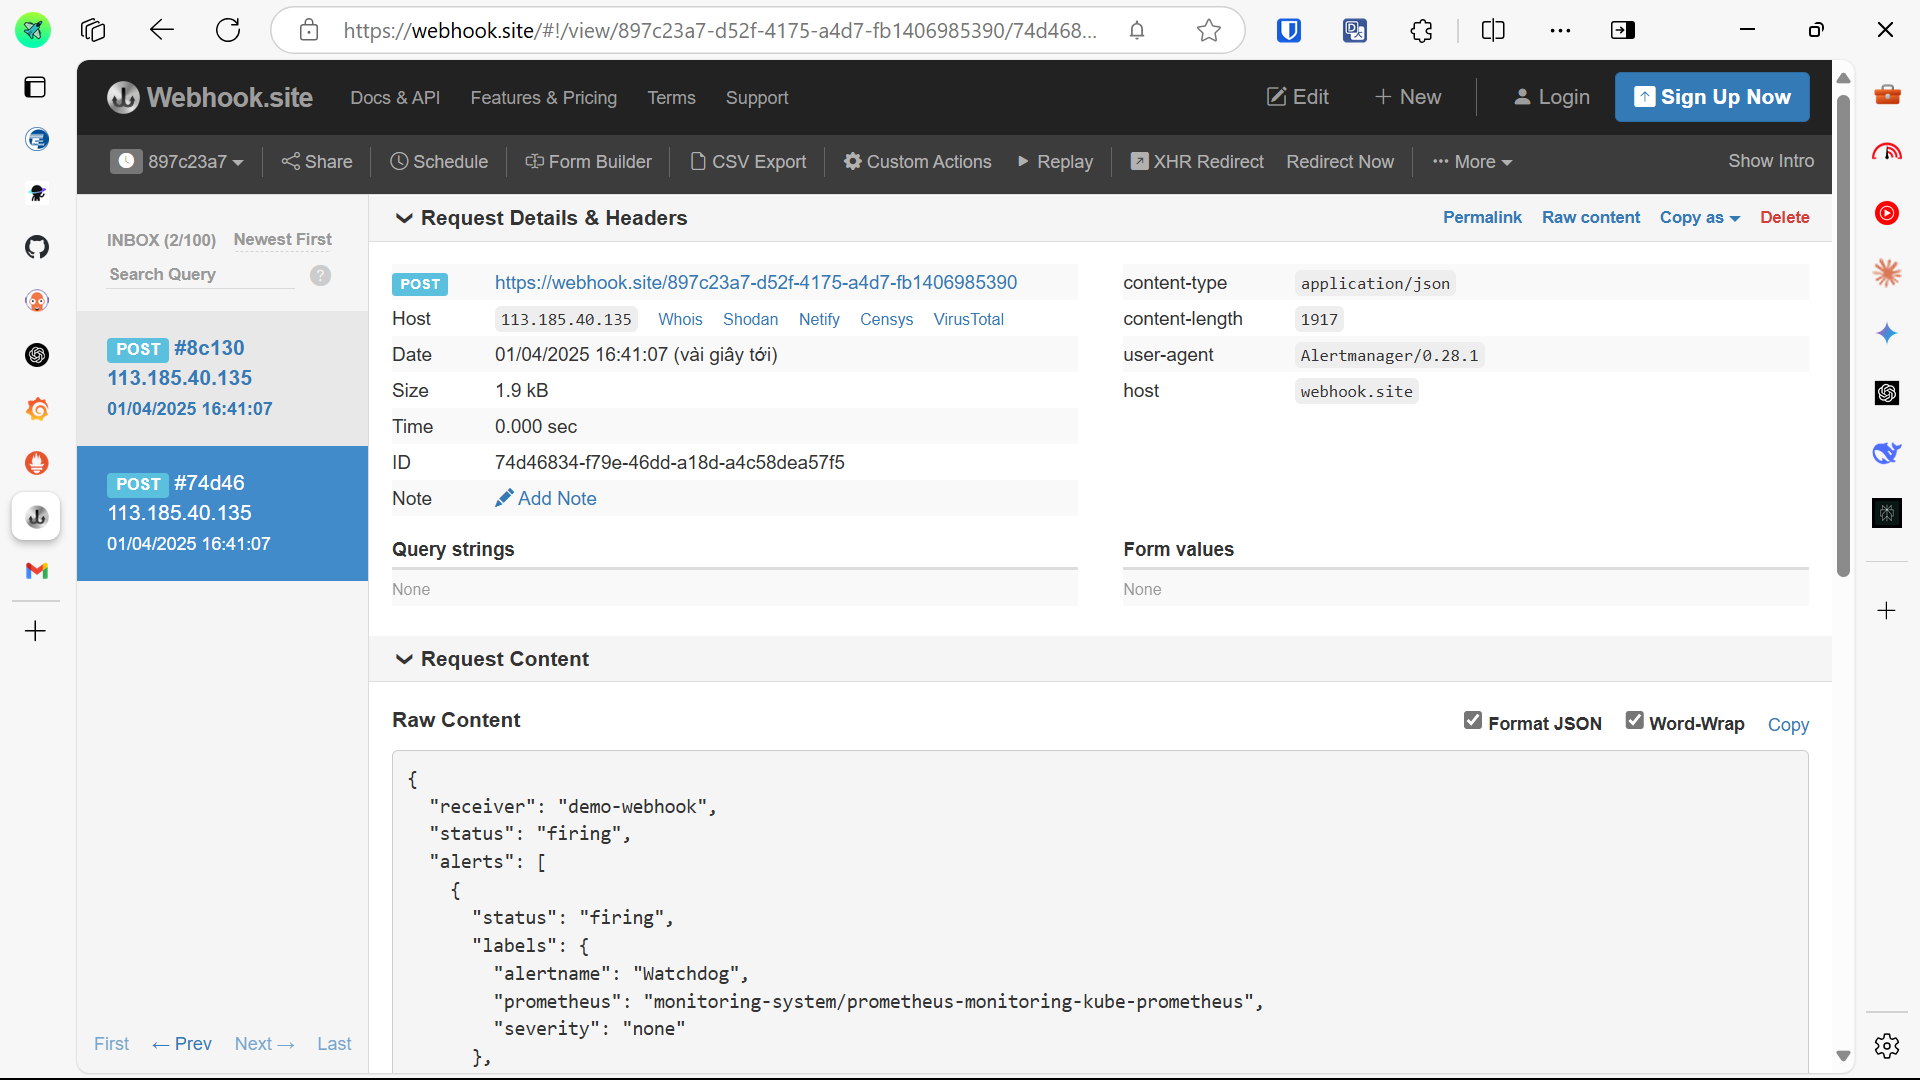 https://webhook.site/#!/view/897c23a7-d52f-4175-a4d7-fb1406985390/74d468...
Webhook.site
Docs & API
Features & Pricing
Terms
Support
Edit
New
Login
Sign Up Now
897c23a7
Share
Schedule
Form Builder
CSV Export
Custom Actions
Replay
XHR Redirect
Redirect Now
More
Show Intro
INBOX (2/100)
Newest First
Search Query
?
POST #8c130
113.185.40.135
01/04/2025 16:41:07
POST #74d46
113.185.40.135
01/04/2025 16:41:07
First
← Prev
Next →
Last
Request Details & Headers
Permalink
Raw content
Copy as
Delete
POST https://webhook.site/897c23a7-d52f-4175-a4d7-fb1406985390
Host 113.185.40.135 Whois Shodan Netify Censys VirusTotal
Date 01/04/2025 16:41:07 (vài giây tới)
Size 1.9 kB
Time 0.000 sec
ID 74d46834-f79e-46dd-a18d-a4c58dea57f5
Note Add Note
content-type application/json
content-length 1917
user-agent Alertmanager/0.28.1
host webhook.site
Query strings
None
Form values
None
Request Content
Raw Content
Format JSON
Word-Wrap
Copy
{
"receiver": "demo-webhook",
"status": "firing",
"alerts": [
{
"status": "firing",
"labels": {
"alertname": "Watchdog",
"prometheus": "monitoring-system/prometheus-monitoring-kube-prometheus",
"severity": "none"
},